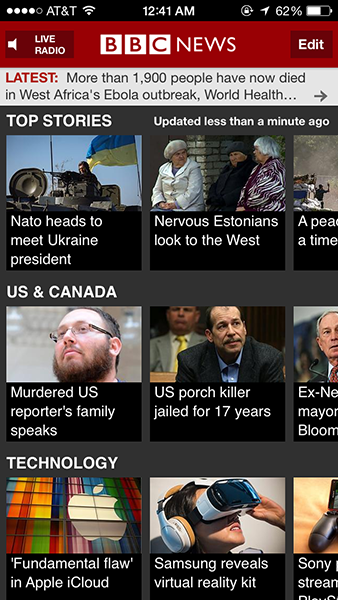 AT&T 12:41 AM 62%
LIVE RADIO
BBC NEWS
Edit
LATEST: More than 1,900 people have now died
in West Africa's Ebola outbreak, World Health…
TOP STORIES Updated less than a minute ago
Nato heads to
meet Ukraine
president
Nervous Estonians
look to the West
A peac
a time
US & CANADA
Murdered US
reporter's family
speaks
US porch killer
jailed for 17 years
Ex-Ne
mayor
Bloom
TECHNOLOGY
'Fundamental flaw'
in Apple iCloud
Samsung reveals
virtual reality kit
Sony p
stream